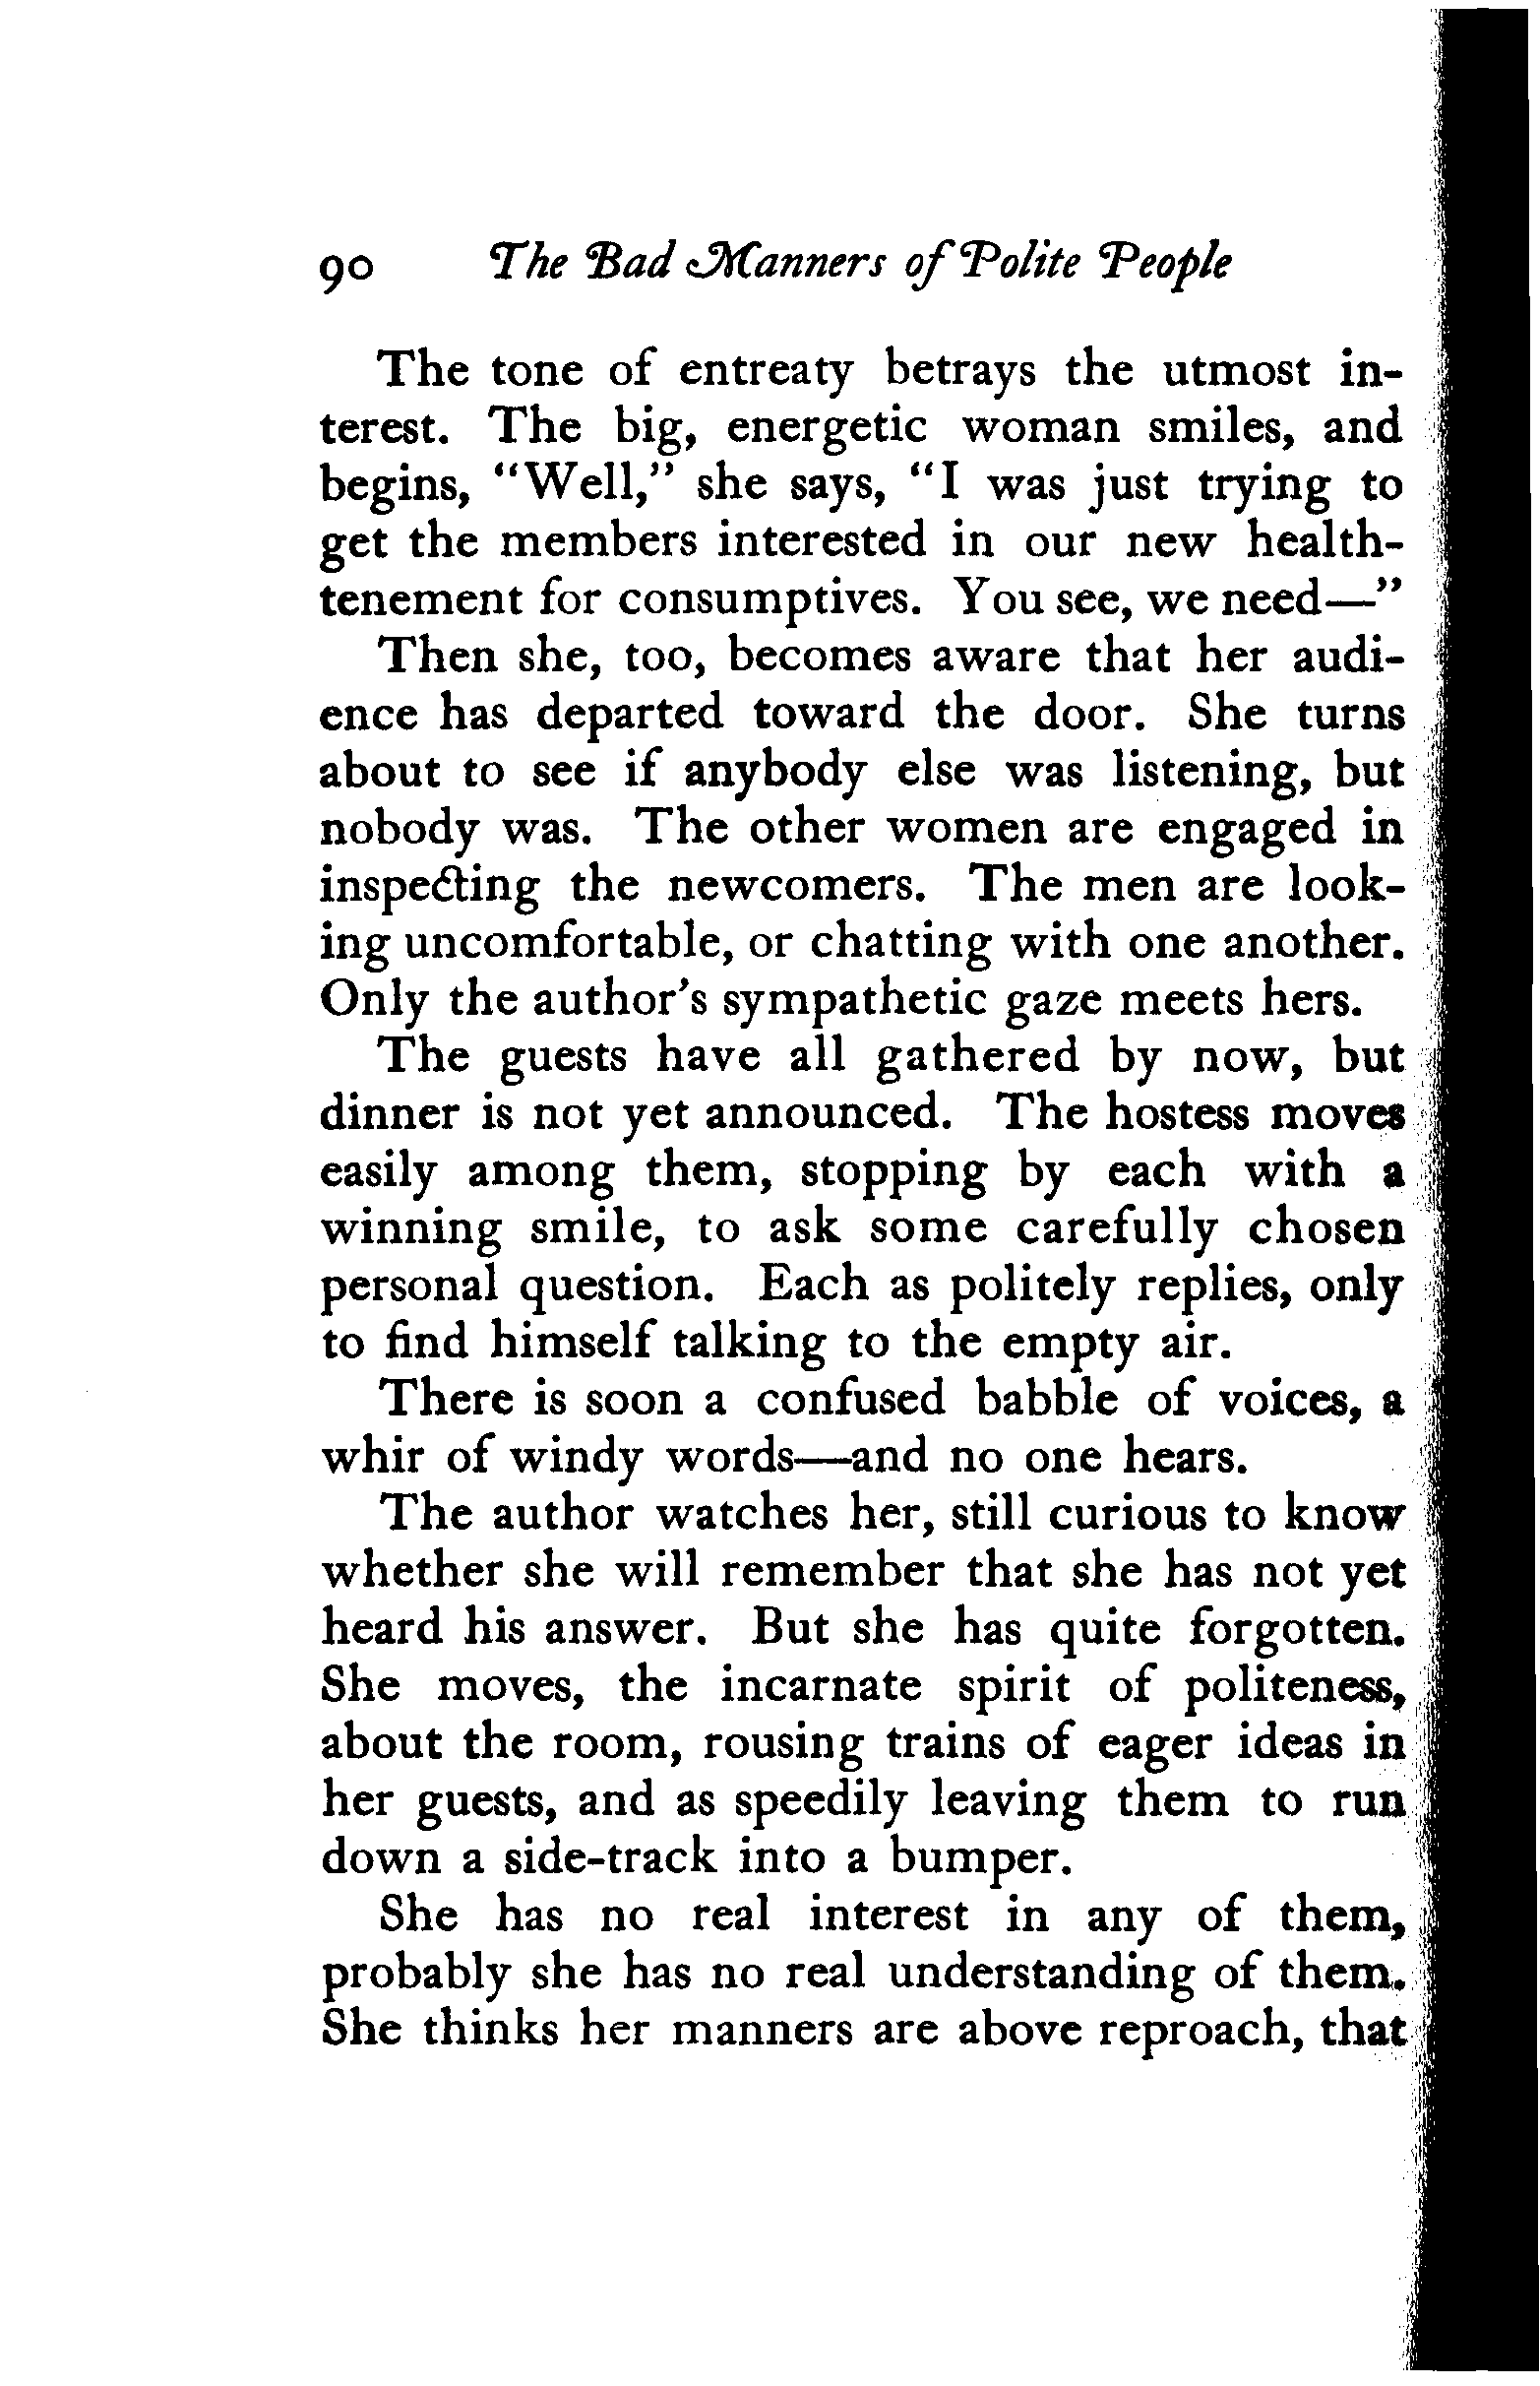 90 The Bad Manners of Polite People
The tone of entreaty betrays the utmost in-
terest. The big, energetic woman smiles, and
begins, “Well,” she says, “I was just trying to
get the members interested in our new health-
tenement for consumptives. You see, we need—”
Then she, too, becomes aware that her audi-
ence has departed toward the door. She turns
about to see if anybody else was listening, but
nobody was. The other women are engaged in
inspecting the newcomers. The men are look-
ing uncomfortable, or chatting with one another.
Only the author’s sympathetic gaze meets hers.
The guests have all gathered by now, but
dinner is not yet announced. The hostess moves
easily among them, stopping by each with a
winning smile, to ask some carefully chosen
personal question. Each as politely replies, only
to find himself talking to the empty air.
There is soon a confused babble of voices, a
whir of windy words—and no one hears.
The author watches her, still curious to know
whether she will remember that she has not yet
heard his answer. But she has quite forgotten.
She moves, the incarnate spirit of politeness,
about the room, rousing trains of eager ideas in
her guests, and as speedily leaving them to run
down a side-track into a bumper.
She has no real interest in any of them,
probably she has no real understanding of them.
She thinks her manners are above reproach, that